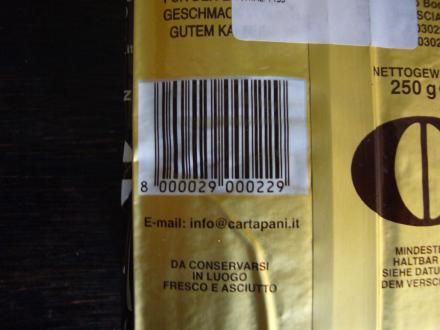 GESCHMAC
GUTEM KA
NETTOGEW
250 g
8 000029 000229
E-mail: info@cartapani.it
DA CONSERVARSI
IN LUOGO
FRESCO E ASCIUTTO
MINDESTE
HALTBAR
SIEHE DATU
DEM VERSC